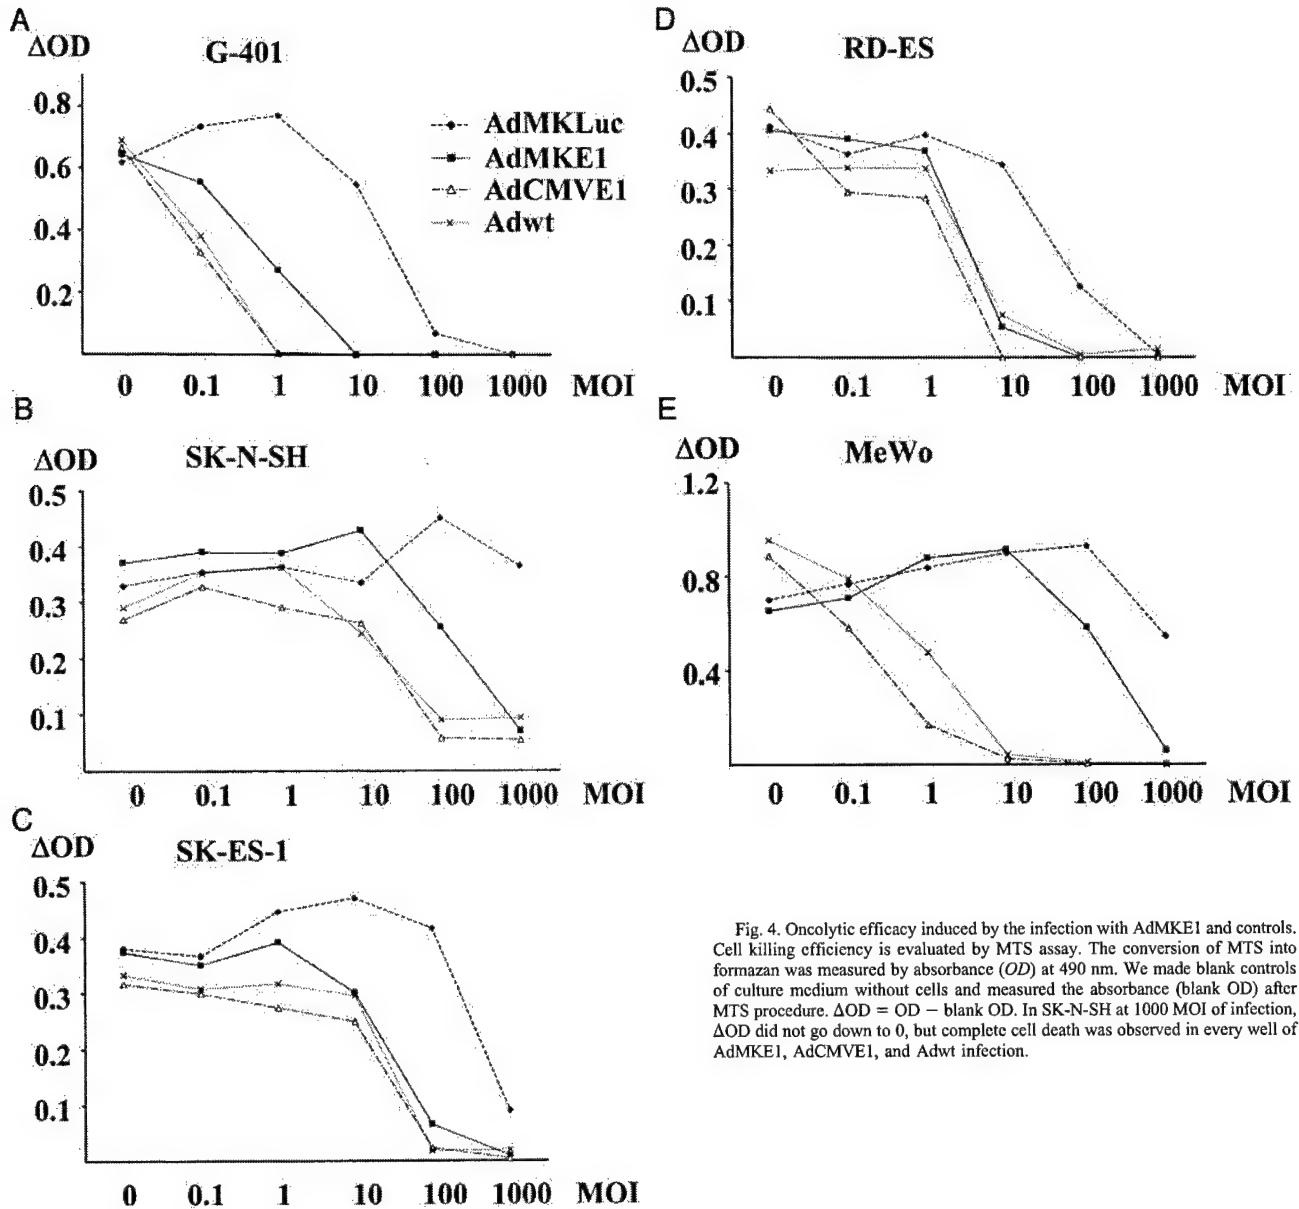 A
ΔOD
G-401
0.8
0.6
0.4
0.2
0 0.1 1 10 100 1000 MOI
AdMKLuc
AdMKE1
AdCMVE1
Adwt
B
ΔOD
SK-N-SH
0.5
0.4
0.3
0.2
0.1
0 0.1 1 10 100 1000 MOI
C
ΔOD
SK-ES-1
0.5
0.4
0.3
0.2
0.1
0 0.1 1 10 100 1000 MOI
D
ΔOD
RD-ES
0.5
0.4
0.3
0.2
0.1
0 0.1 1 10 100 1000 MOI
E
ΔOD
MeWo
1.2
0.8
0.4
0 0.1 1 10 100 1000 MOI
Fig. 4. Oncolytic efficacy induced by the infection with AdMKE1 and controls.
Cell killing efficiency is evaluated by MTS assay. The conversion of MTS into
formazan was measured by absorbance (OD) at 490 nm. We made blank controls
of culture medium without cells and measured the absorbance (blank OD) after
MTS procedure. ΔOD = OD − blank OD. In SK-N-SH at 1000 MOI of infection,
ΔOD did not go down to 0, but complete cell death was observed in every well of
AdMKE1, AdCMVE1, and Adwt infection.